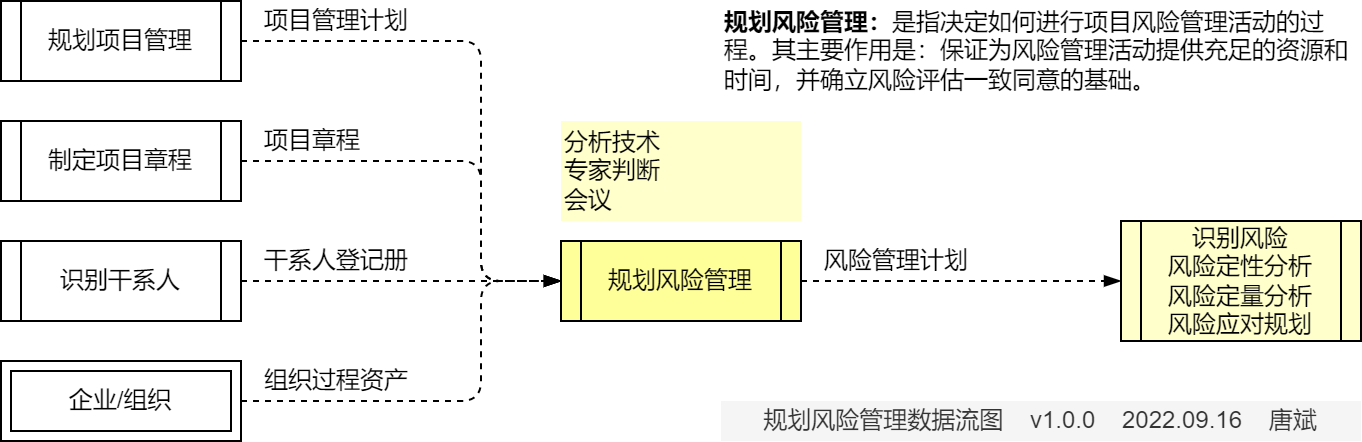 规划项目管理
项目管理计划
规划风险管理：是指决定如何进行项目风险管理活动的过
程。其主要作用是：保证为风险管理活动提供充足的资源和
时间，并确立风险评估一致同意的基础。
制定项目章程
项目章程
分析技术
专家判断
会议
识别干系人
干系人登记册
规划风险管理
风险管理计划
识别风险
风险定性分析
风险定量分析
风险应对规划
企业/组织
组织过程资产
规划风险管理数据流图 v1.0.0 2022.09.16 唐斌